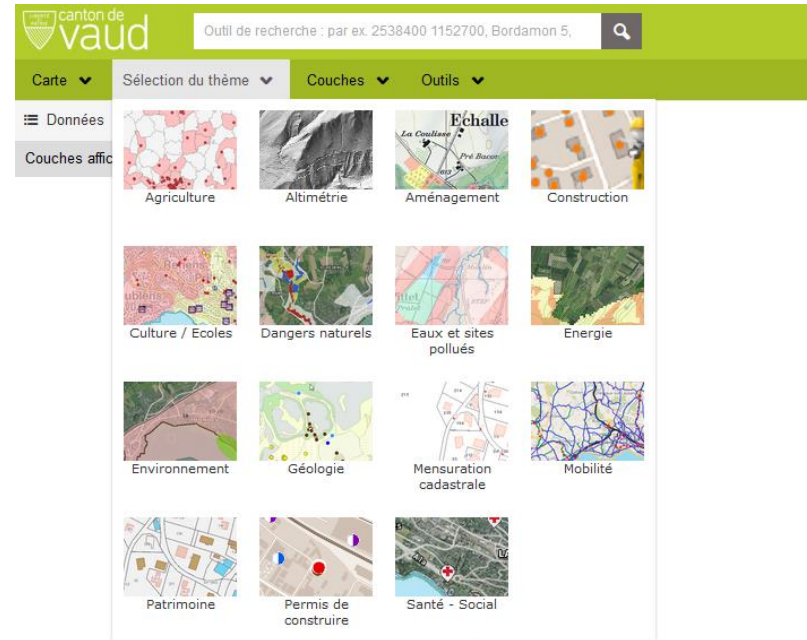 canton de
vaud
Outil de recherche : par ex. 2538400 1152700, Bordamon 5,
Carte Sélection du thème Couches Outils
Données
Couches affic
Echalle
La Coulisse
Pré Bacon
Agriculture Altimétrie Aménagement Construction
Renens
Culture / Ecoles Dangers naturels Eaux et sites
pollués
Energie
Environnement Géologie Mensuration
cadastrale
Mobilité
Patrimoine Permis de
construire
Santé - Social